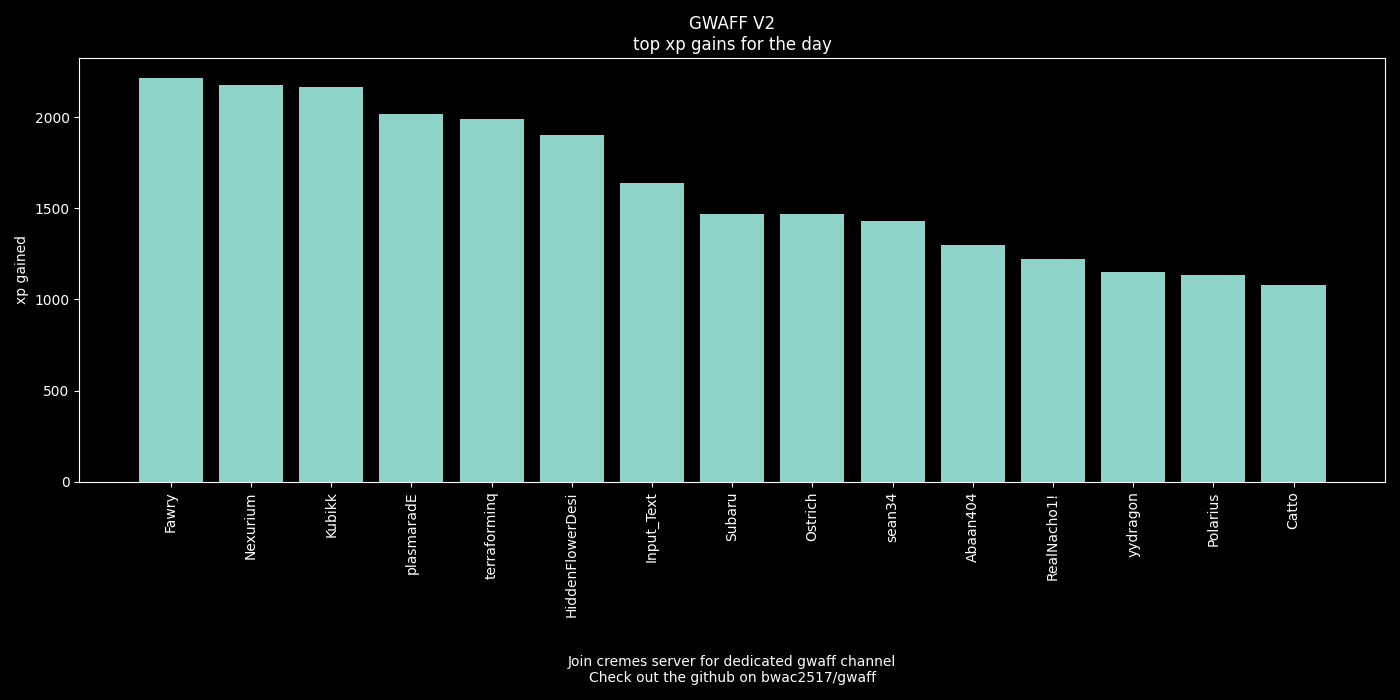 GWAFF V2
top xp gains for the day
xp gained
2000
1500
1000
500
0
Fawry
Nexurium
Kubikk
plasmaradE
terraforminq
HiddenFlowerDesi
Input_Text
Subaru
Ostrich
sean34
Abaan404
RealNacho1!
yydragon
Polarius
Catto
Join cremes server for dedicated gwaff channel
Check out the github on bwac2517/gwaff